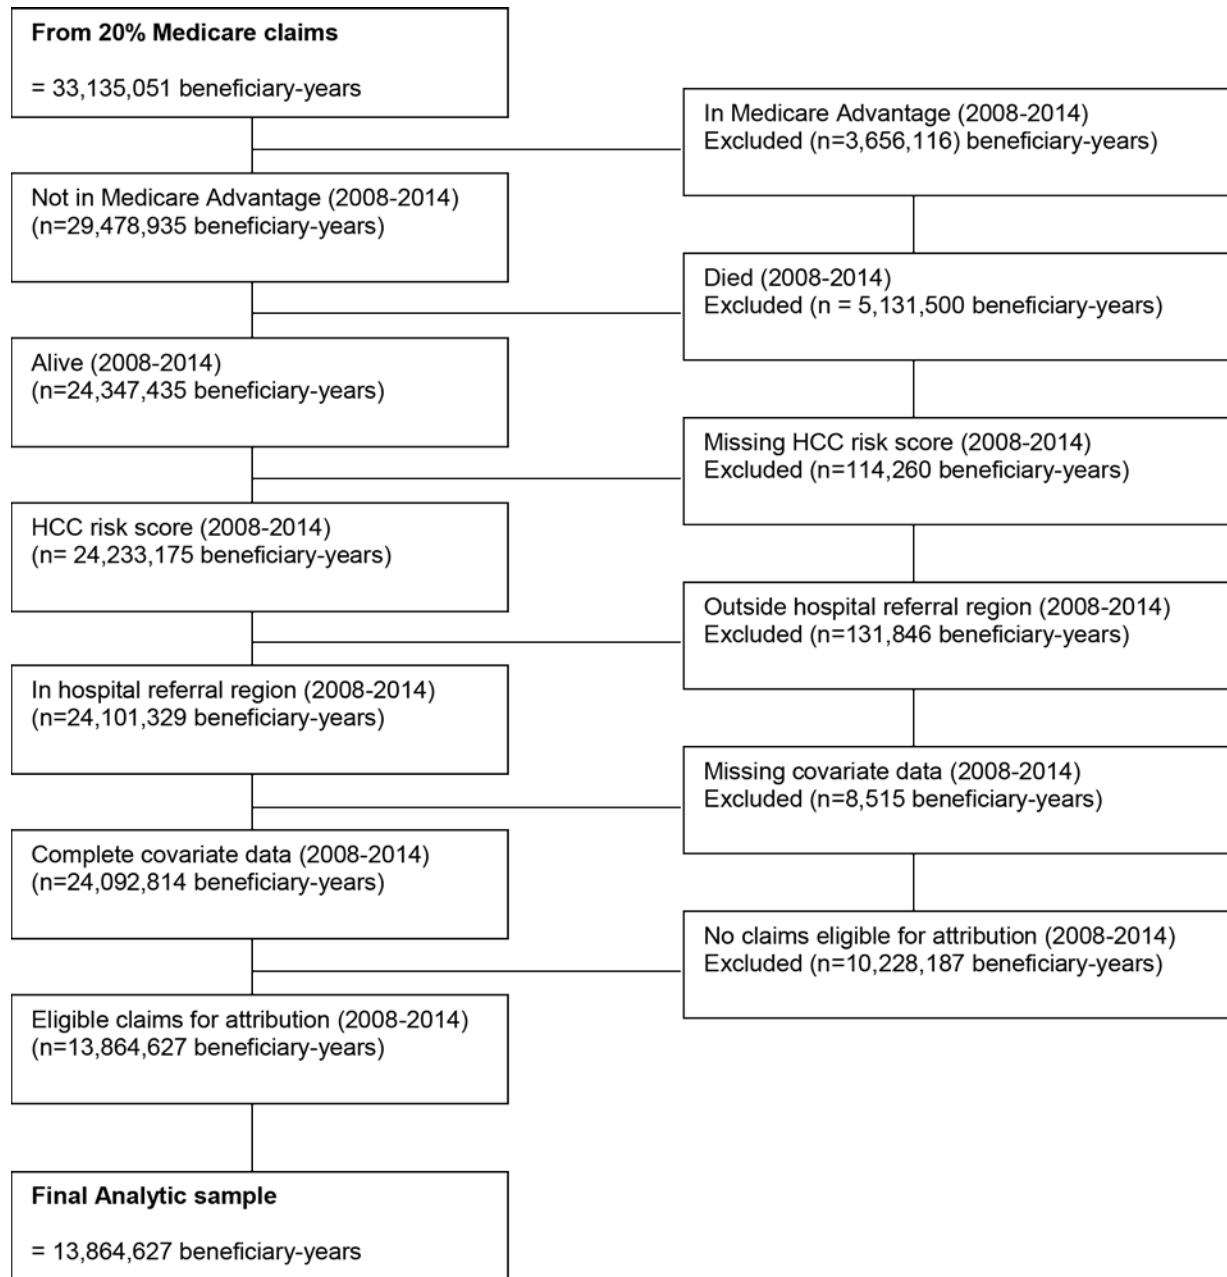 From 20% Medicare claims
= 33,135,051 beneficiary-years
In Medicare Advantage (2008-2014)
Excluded (n=3,656,116) beneficiary-years)
Not in Medicare Advantage (2008-2014)
(n=29,478,935 beneficiary-years)
Died (2008-2014)
Excluded (n = 5,131,500 beneficiary-years)
Alive (2008-2014)
(n=24,347,435 beneficiary-years)
Missing HCC risk score (2008-2014)
Excluded (n=114,260 beneficiary-years)
HCC risk score (2008-2014)
(n= 24,233,175 beneficiary-years)
Outside hospital referral region (2008-2014)
Excluded (n=131,846 beneficiary-years)
In hospital referral region (2008-2014)
(n=24,101,329 beneficiary-years)
Missing covariate data (2008-2014)
Excluded (n=8,515 beneficiary-years)
Complete covariate data (2008-2014)
(n=24,092,814 beneficiary-years)
No claims eligible for attribution (2008-2014)
Excluded (n=10,228,187 beneficiary-years)
Eligible claims for attribution (2008-2014)
(n=13,864,627 beneficiary-years)
Final Analytic sample
= 13,864,627 beneficiary-years